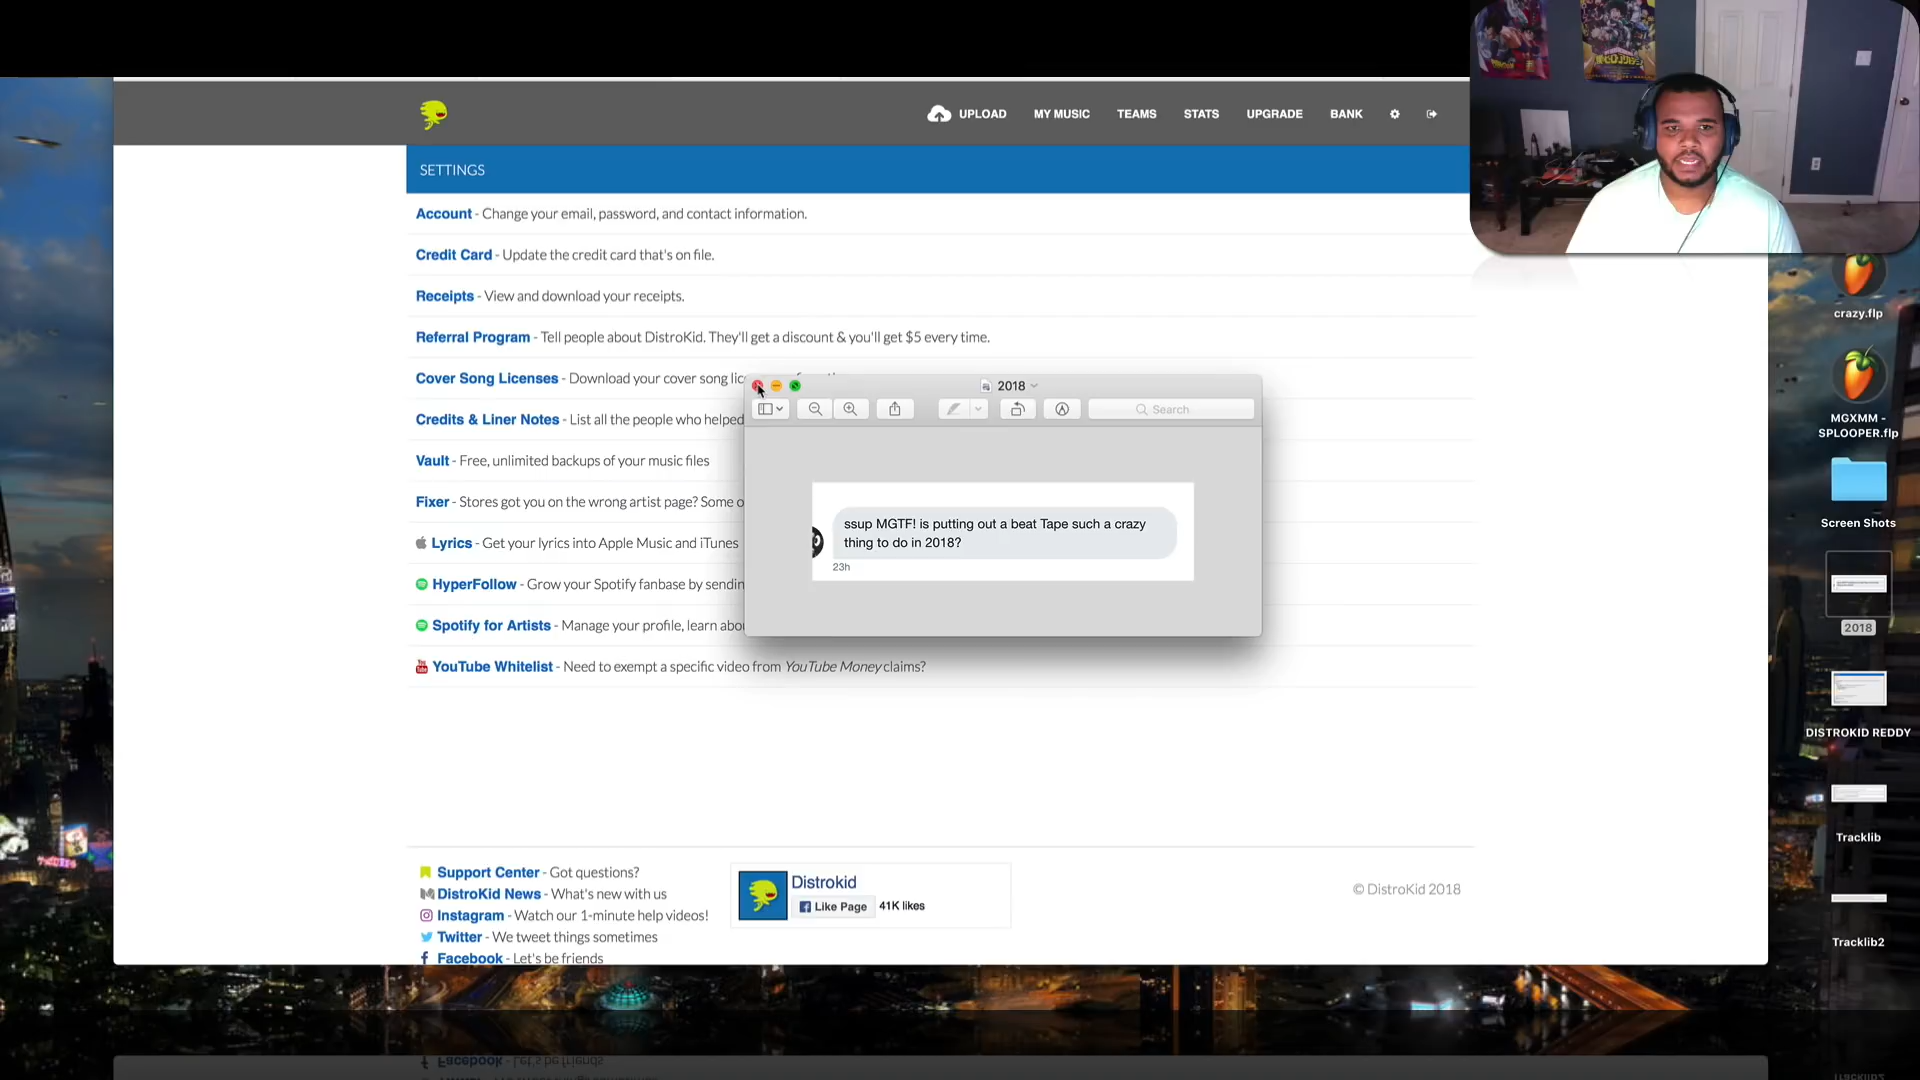 UPLOAD MY MUSIC TEAMS STATS UPGRADE BANK
SETTINGS
Account - Change your email, password, and contact information.
Credit Card - Update the credit card that's on file.
Receipts - View and download your receipts.
Referral Program - Tell people about DistroKid. They'll get a discount & you'll get $5 every time.
Cover Song Licenses - Download your cover song
Credits & Liner Notes - List all the people who helped
Vault - Free, unlimited backups of your music files
Fixer - Stores got you on the wrong artist page? Some
Lyrics - Get your lyrics into Apple Music and iTunes
HyperFollow - Grow your Spotify fanbase by
Spotify for Artists - Manage your profile, learn
YouTube Whitelist - Need to exempt a specific video from YouTube Money claims?
2018
Search
ssup MGTF! is putting out a beat Tape such a crazy
thing to do in 2018?
23h
Support Center - Got questions?
DistroKid News - What's new with us
Instagram - Watch our 1-minute help videos!
Twitter - We tweet things sometimes
Facebook - Let's be friends
Distrokid
Like Page 41K likes
© DistroKid 2018
crazy.flp
MGXMM -
SPLOOPER.flp
Screen Shots
2018
DISTROKID REDDY
Tracklib
Tracklib2